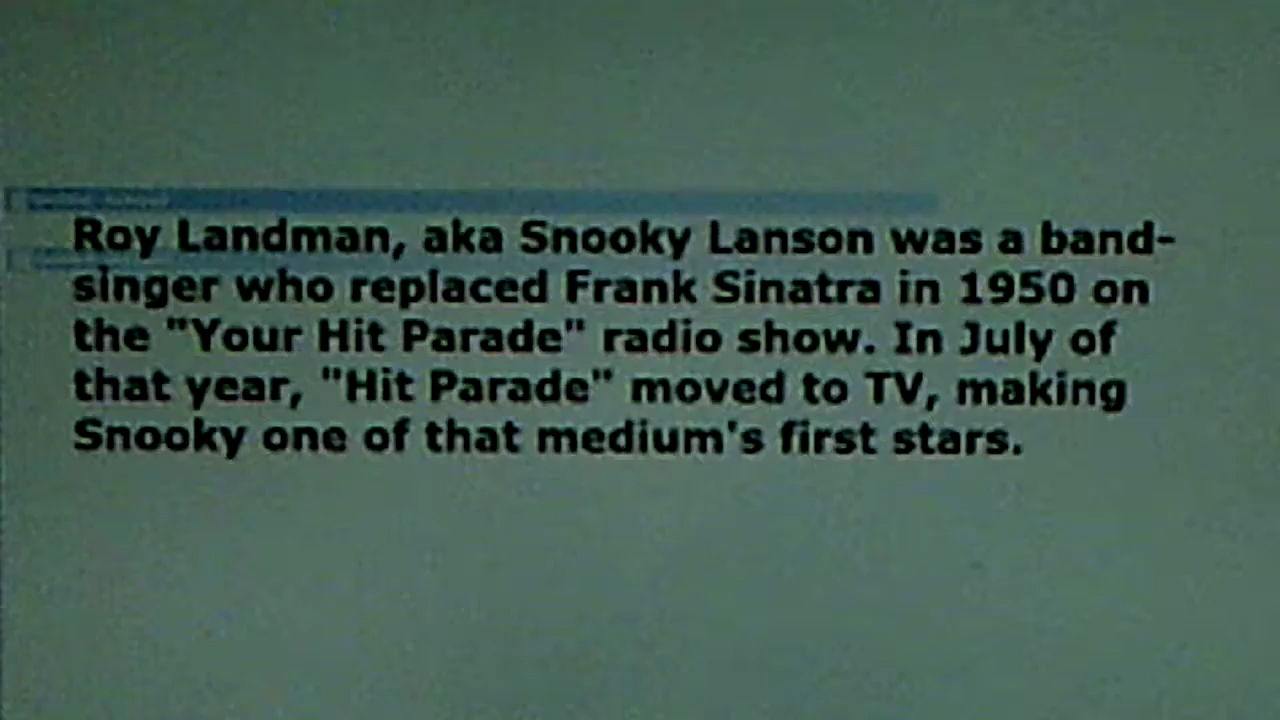 Roy Landman, aka Snooky Lanson was a band-
singer who replaced Frank Sinatra in 1950 on
the "Your Hit Parade" radio show. In July of
that year, "Hit Parade" moved to TV, making
Snooky one of that medium's first stars.